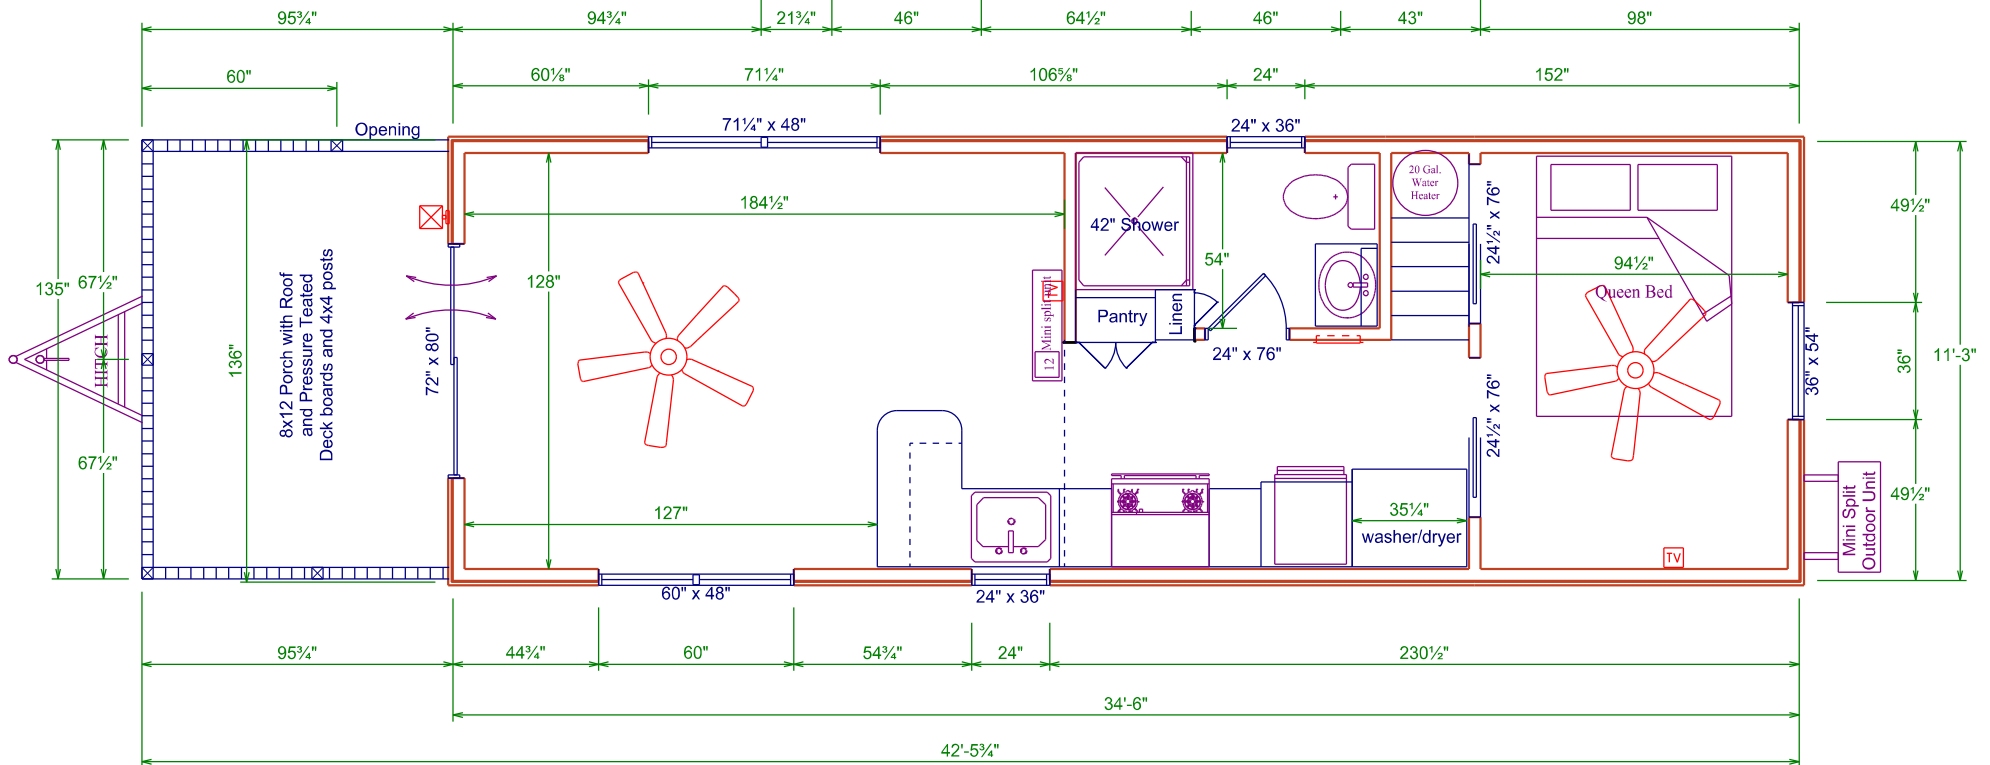 95¾" 94¾" 21¾" 46" 64½" 46" 43" 98"
60" 60⅛" 71¼" 106⅝" 24" 152"
Opening 71¼" x 48" 24" x 36"
20 Gal.
Water
Heater
184½"
42" Shower
24½" x 76"
49½"
94½"
Queen Bed
54"
128"
135"
67½"
136"
HITCH
67½"
8x12 Porch with Roof
and Pressure Teated
Deck boards and 4x4 posts
72" x 80"
TV
12 Mini split unit
Pantry
Linen
24" x 76"
24½" x 76"
36" x 54"
36"
11'-3"
49½"
127"
35¼"
washer/dryer
TV
Mini Split
Outdoor Unit
60" x 48" 24" x 36"
95¾" 44¾" 60" 54¾" 24" 230½"
34'-6"
42'-5¾"